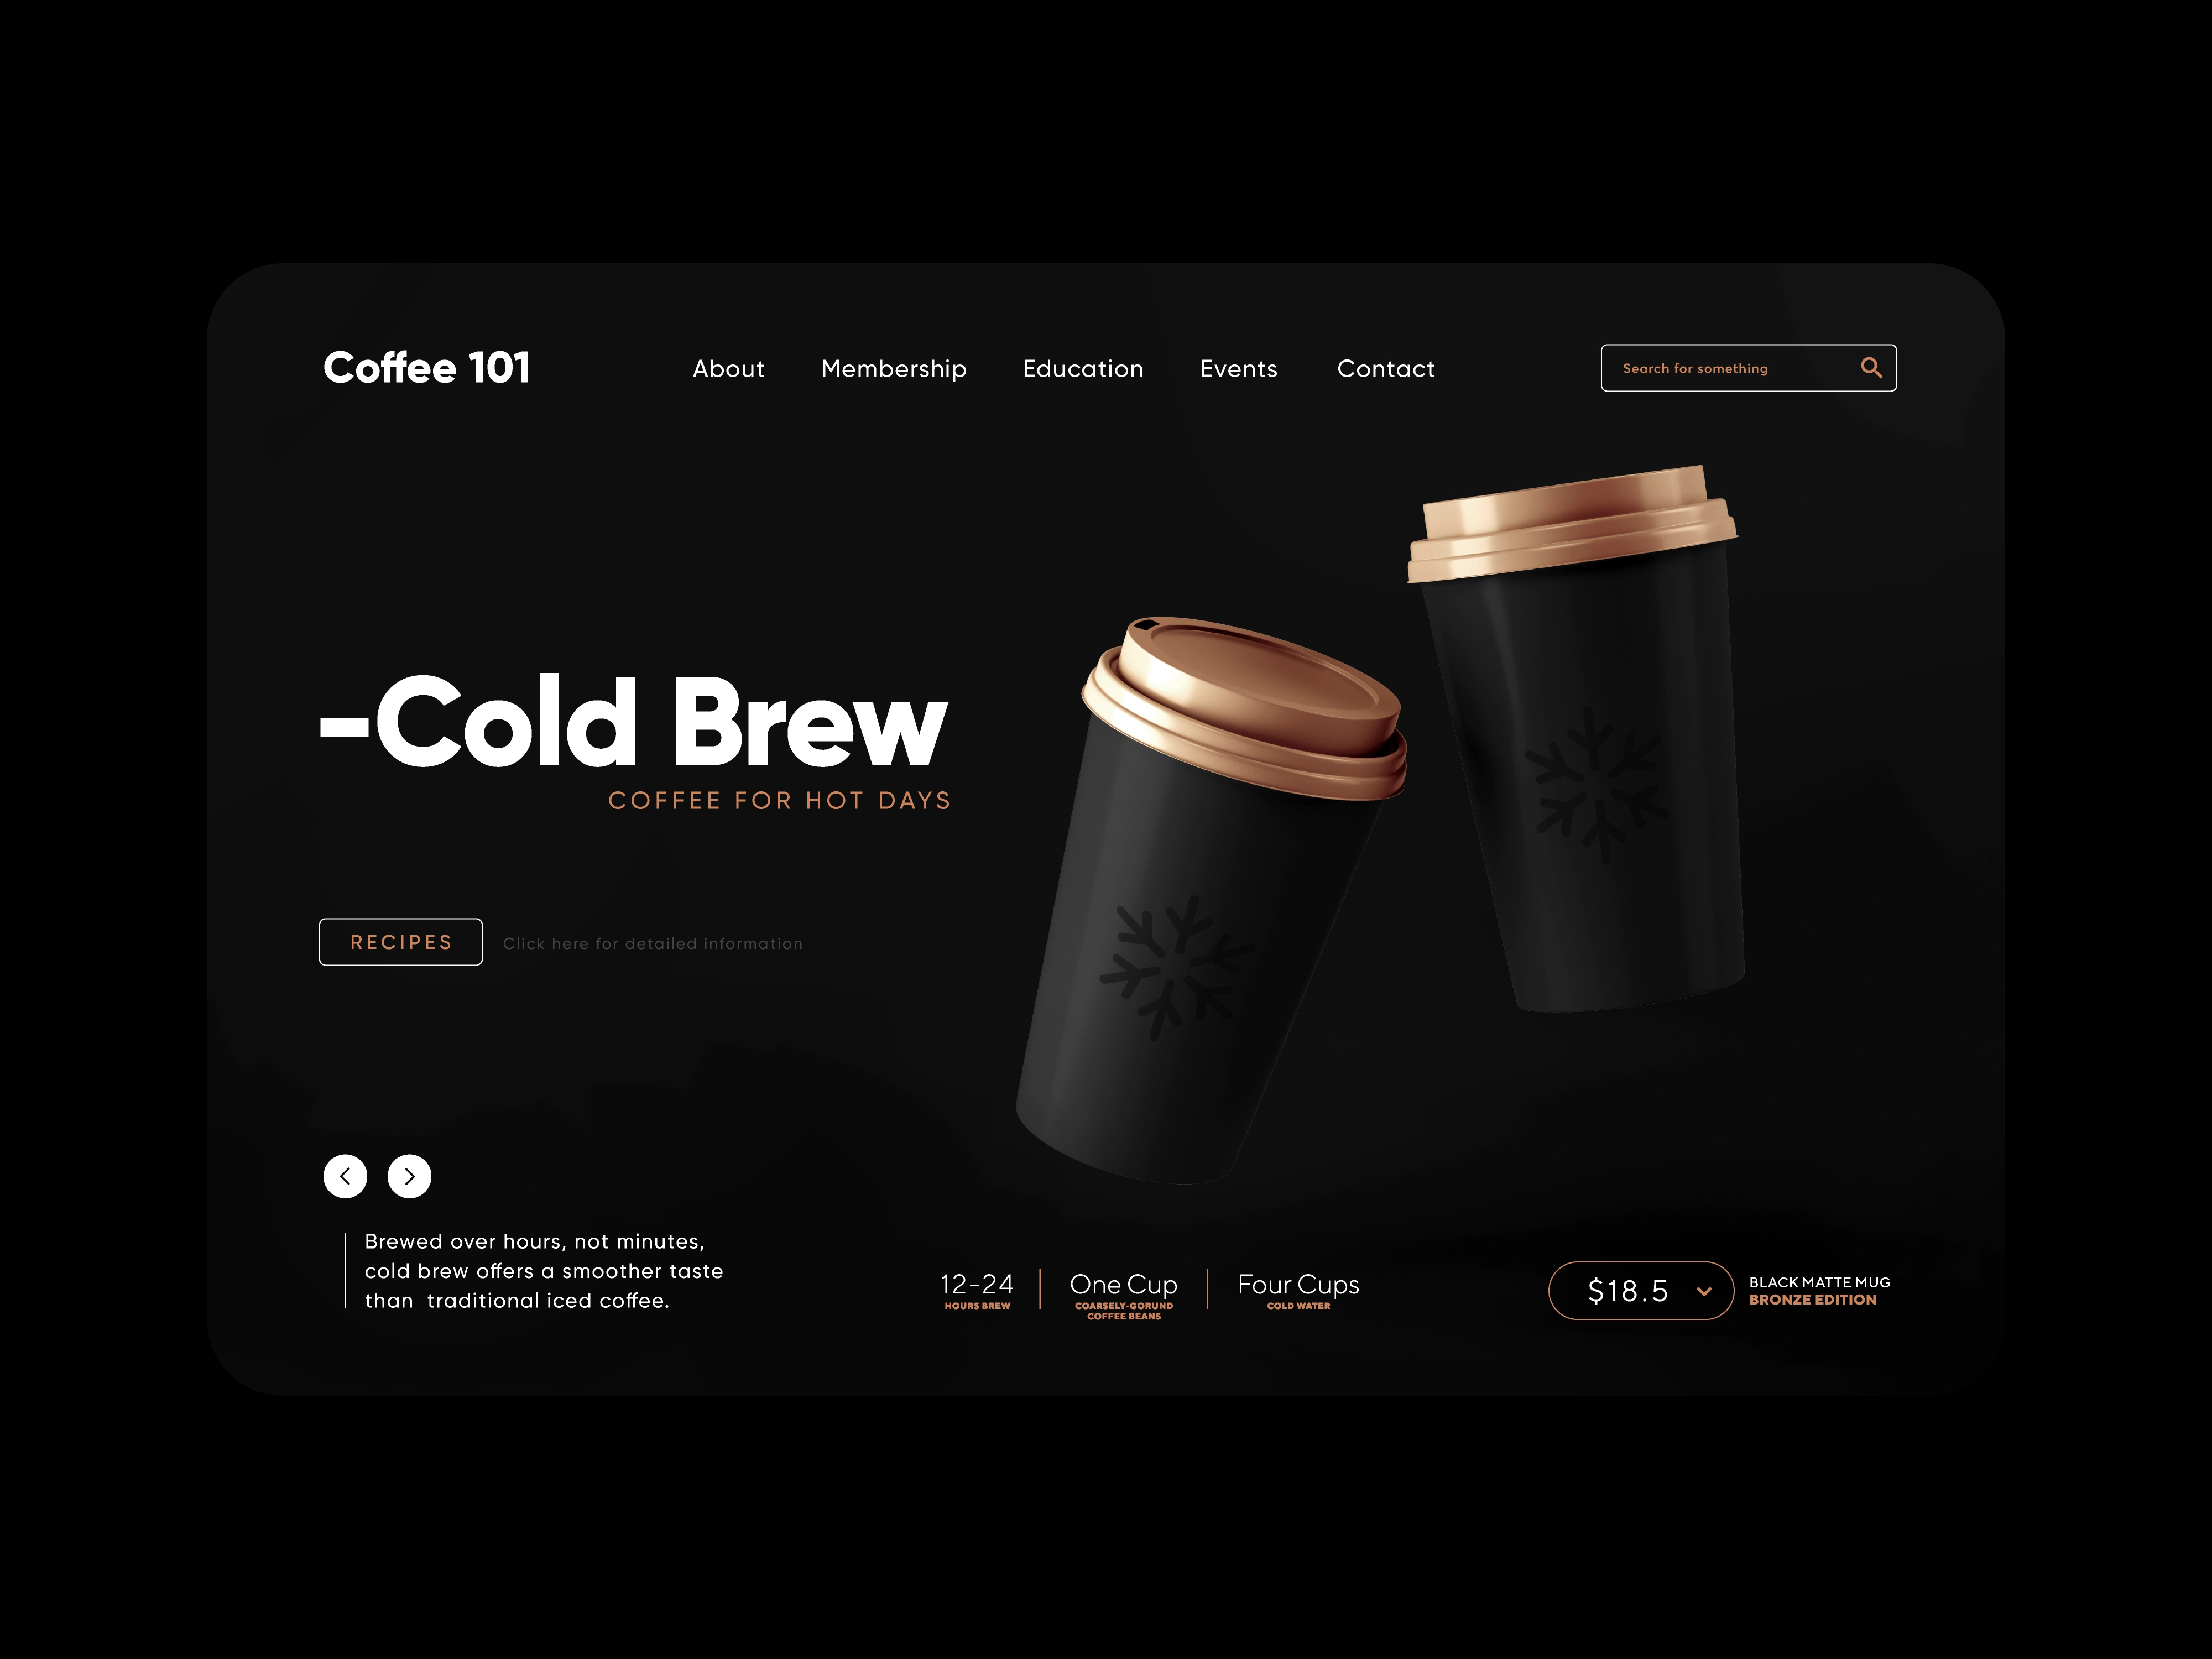 Coffee 101
About
Membership
Education
Events
Contact
Search for something
-Cold Brew
COFFEE FOR HOT DAYS
RECIPES
Click here for detailed information
Brewed over hours, not minutes,
cold brew offers a smoother taste
than  traditional iced coffee.
12-24
HOURS BREW
One Cup
COARSELY-GORUND
COFFEE BEANS
Four Cups
COLD WATER
$18.5
BLACK MATTE MUG
BRONZE EDITION